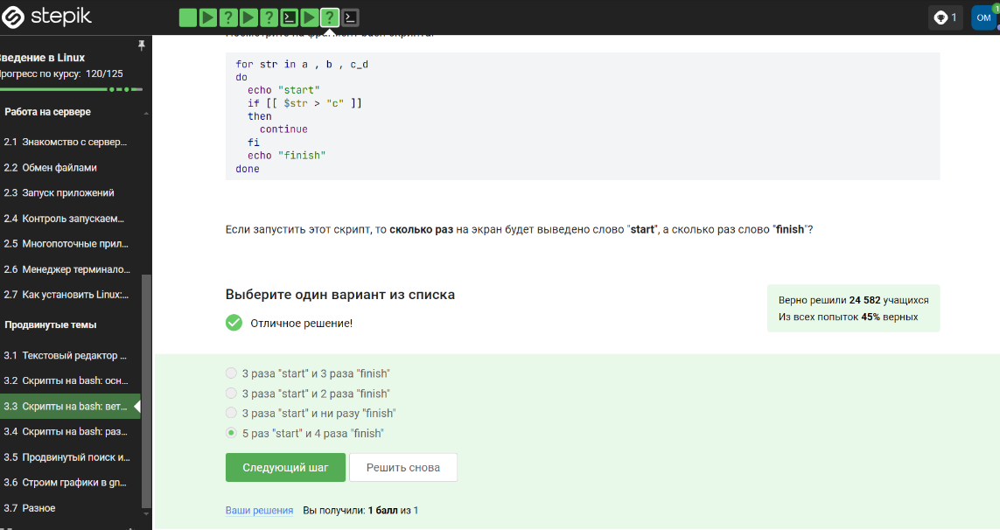 stepik
1
OM
1
ведение в Linux
рогресс по курсу: 120/125
Работа на сервере
2.1 Знакомство с сервер...
2.2 Обмен файлами
2.3 Запуск приложений
2.4 Контроль запускаем...
2.5 Многопоточные прил...
2.6 Менеджер терминало...
2.7 Как установить Linux:...
Продвинутые темы
3.1 Текстовый редактор ...
3.2 Скрипты на bash: осн...
3.3 Скрипты на bash: вет...
3.4 Скрипты на bash: раз...
3.5 Продвинутый поиск и...
3.6 Строим графики в gn...
3.7 Разное
for str in a , b , c_d
do
echo "start"
if [[ $str > "c" ]]
then
continue
fi
echo "finish"
done
Если запустить этот скрипт, то сколько раз на экран будет выведено слово "start", а сколько раз слово "finish"?
Выберите один вариант из списка
Отличное решение!
Верно решили 24 582 учащихся
Из всех попыток 45% верных
3 раза "start" и 3 раза "finish"
3 раза "start" и 2 раза "finish"
3 раза "start" и ни разу "finish"
5 раз "start" и 4 раза "finish"
Следующий шаг
Решить снова
Ваши решения Вы получили: 1 балл из 1